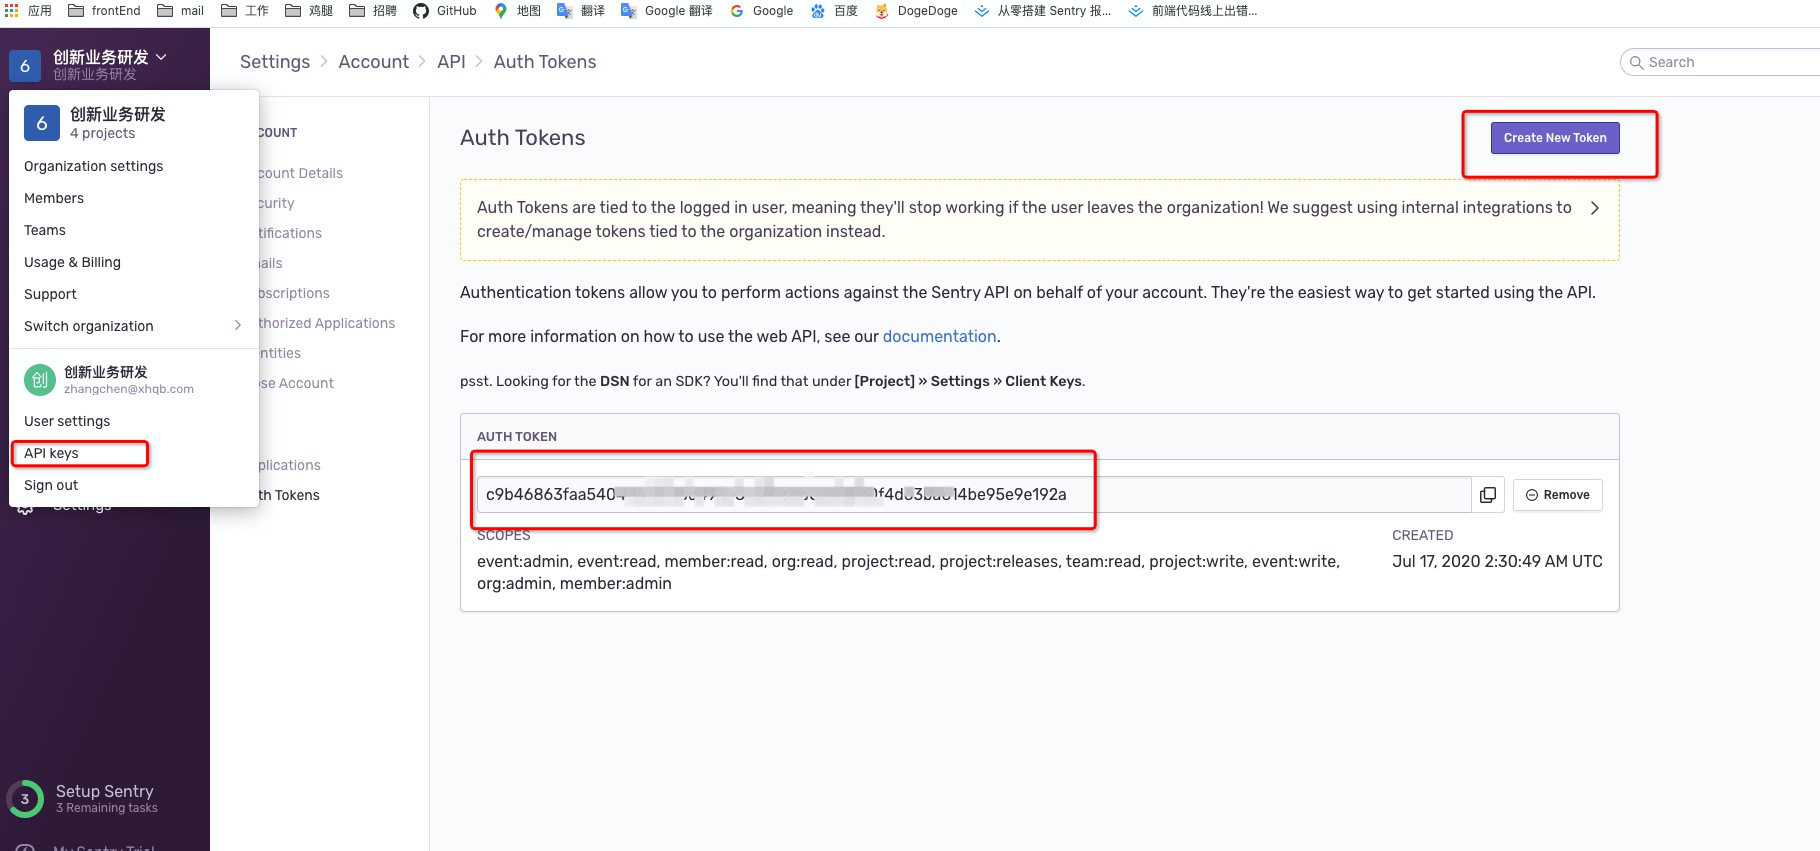 应用 frontEnd mail 工作 鸡腿 招聘 GitHub 地图 翻译 Google 翻译 Google 百度 DogeDoge 从零搭建 Sentry 报... 前端代码线上出错...
6 创新业务研发
创新业务研发
Settings > Account > API > Auth Tokens
Search
6 创新业务研发
4 projects
Organization settings
Members
Teams
Usage & Billing
Support
Switch organization
创 创新业务研发
zhangchen@xhqb.com
User settings
API keys
Sign out
Settings
3 Setup Sentry
3 Remaining tasks
My Sentry Trial
COUNT
count Details
curity
tifications
ails
bscriptions
thorized Applications
ntities
ose Account
plications
th Tokens
Auth Tokens
Create New Token
Auth Tokens are tied to the logged in user, meaning they'll stop working if the user leaves the organization! We suggest using internal integrations to
create/manage tokens tied to the organization instead.
Authentication tokens allow you to perform actions against the Sentry API on behalf of your account. They're the easiest way to get started using the API.
For more information on how to use the web API, see our documentation.
psst. Looking for the DSN for an SDK? You'll find that under [Project] » Settings » Client Keys.
AUTH TOKEN
c9b46863faa540 14be95e9e192a
Remove
SCOPES
event:admin, event:read, member:read, org:read, project:read, project:releases, team:read, project:write, event:write,
org:admin, member:admin
CREATED
Jul 17, 2020 2:30:49 AM UTC